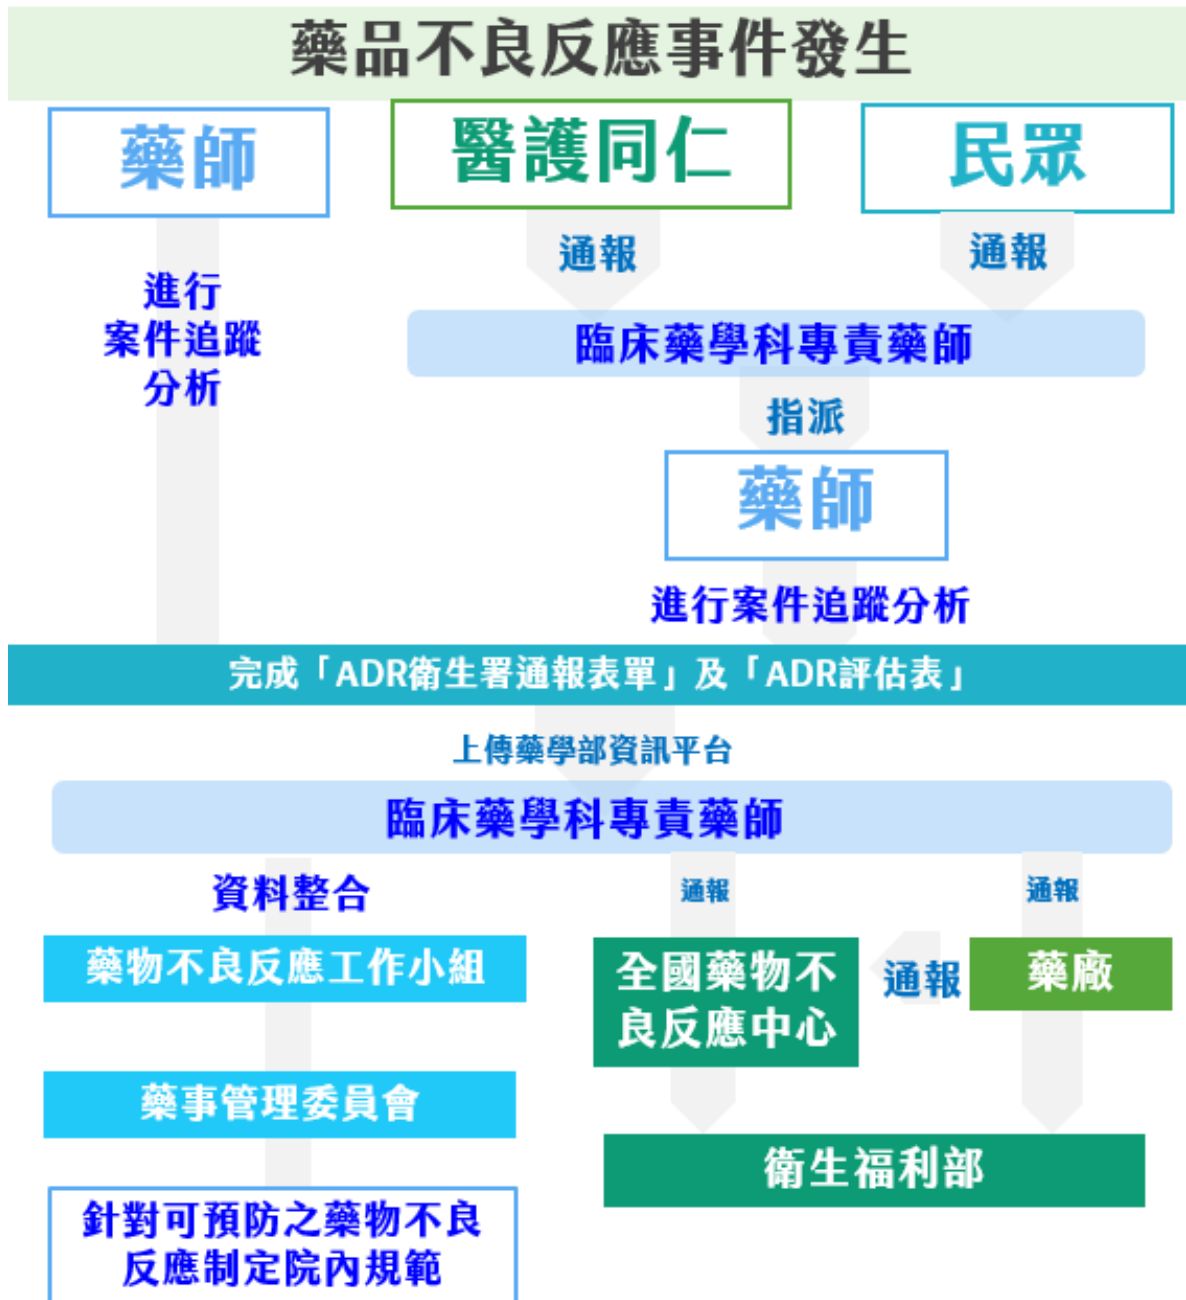 藥品不良反應事件發生
藥師
醫護同仁
民眾
通報
通報
進行
案件追蹤
分析
臨床藥學科專責藥師
指派
藥師
進行案件追蹤分析
完成「ADR衛生署通報表單」及「ADR評估表」
上傳藥學部資訊平台
臨床藥學科專責藥師
資料整合
通報
通報
藥物不良反應工作小組
全國藥物不
良反應中心
通報
藥廠
藥事管理委員會
衛生福利部
針對可預防之藥物不良
反應制定院內規範